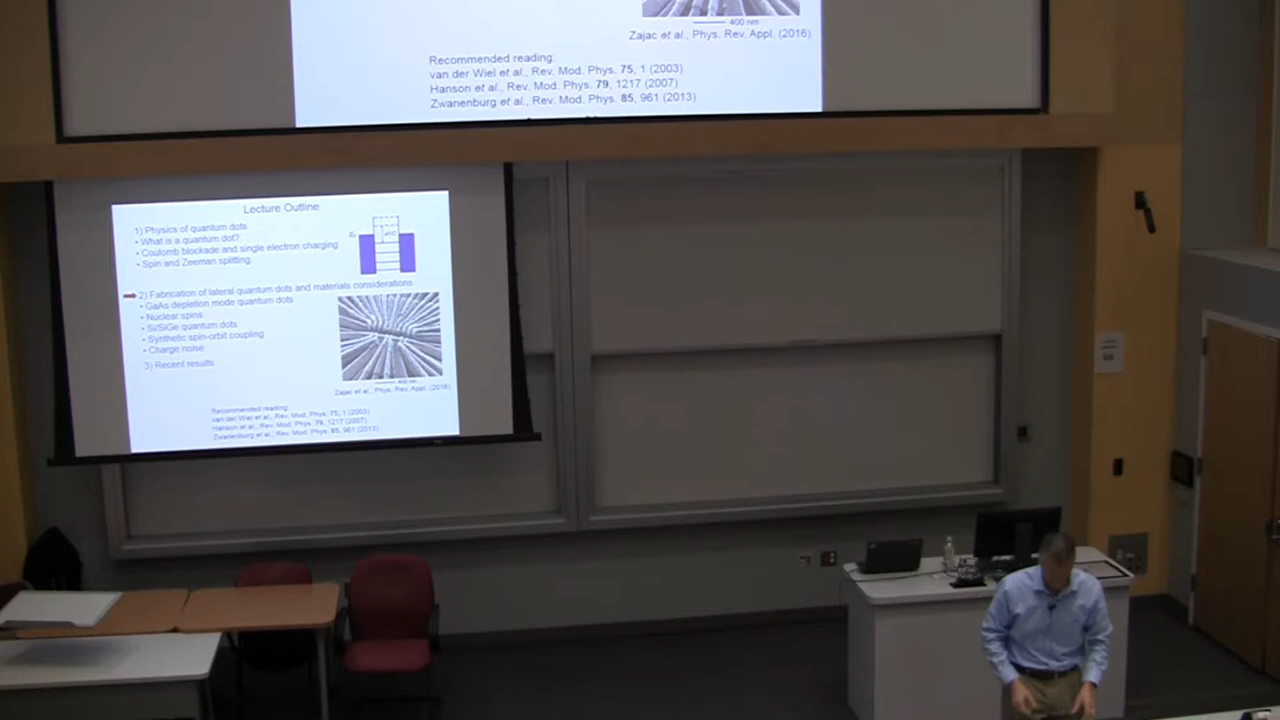 400 nm
Zajac et al., Phys. Rev. Appl. (2016)
Recommended reading:
van der Wiel et al., Rev. Mod. Phys. 75, 1 (2003)
Hanson et al., Rev. Mod. Phys. 79, 1217 (2007)
Zwanenburg et al., Rev. Mod. Phys. 85, 961 (2013)
Lecture Outline
1) Physics of quantum dots
• What is a quantum dot?
• Coulomb blockade and single electron charging
• Spin and Zeeman splitting
2) Fabrication of lateral quantum dots and materials considerations
• GaAs depletion mode quantum dots
• Nuclear spins
• Si/SiGe quantum dots
• Synthetic spin-orbit coupling
• Charge noise
3) Recent results
400 nm
Zajac et al., Phys. Rev. Appl. (2016)
Recommended reading:
van der Wiel et al., Rev. Mod. Phys. 75, 1 (2003)
Hanson et al., Rev. Mod. Phys. 79, 1217 (2007)
Zwanenburg et al., Rev. Mod. Phys. 85, 961 (2013)